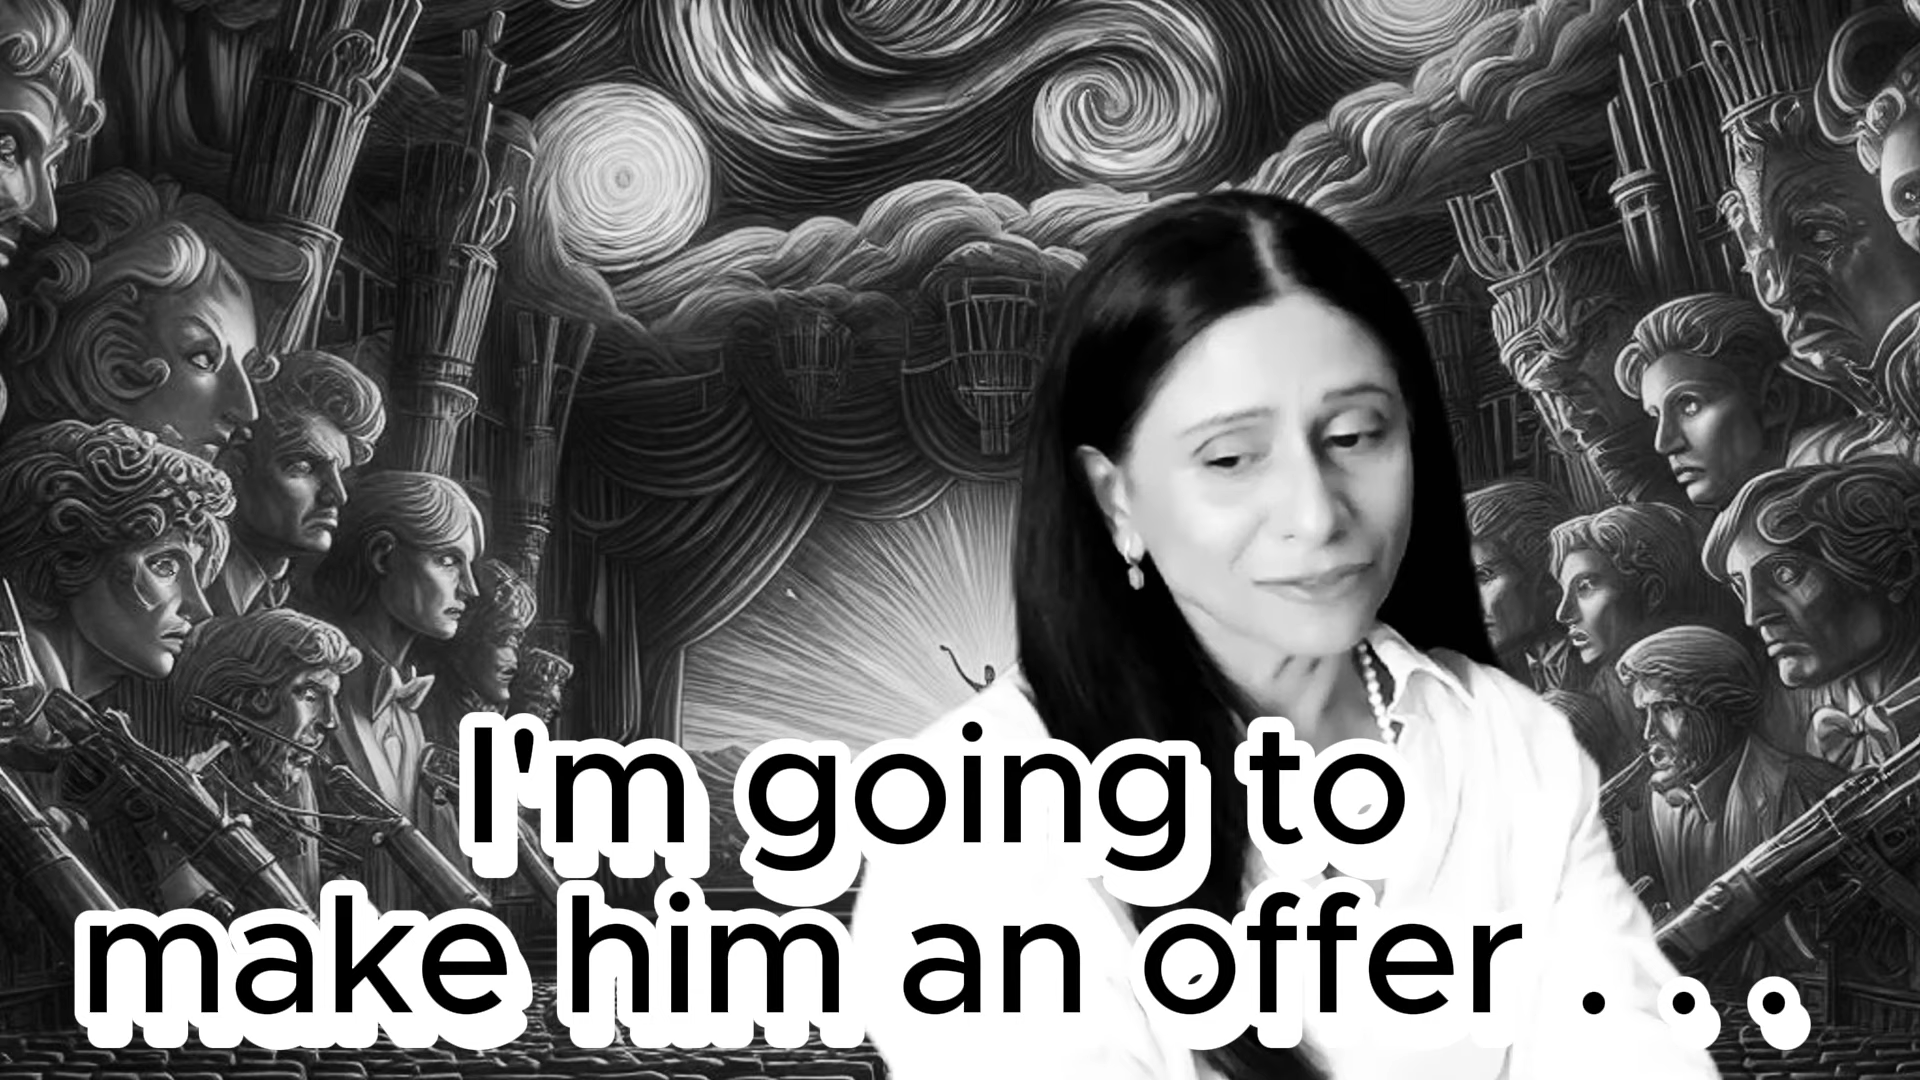 I'm going to
make him an offer . . .